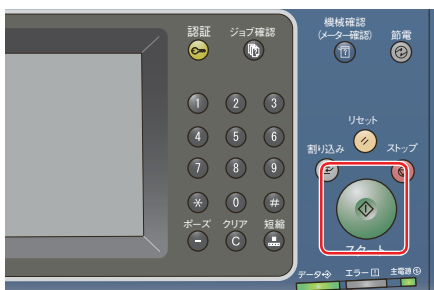 認証 ジョブ確認
機械確認
(メーター確認) 節電
1 2 3
4 5 6
7 8 9
* 0 #
リセット
割り込み ストップ
ポーズ クリア 短縮
- C
スタート
データ エラー 主電源